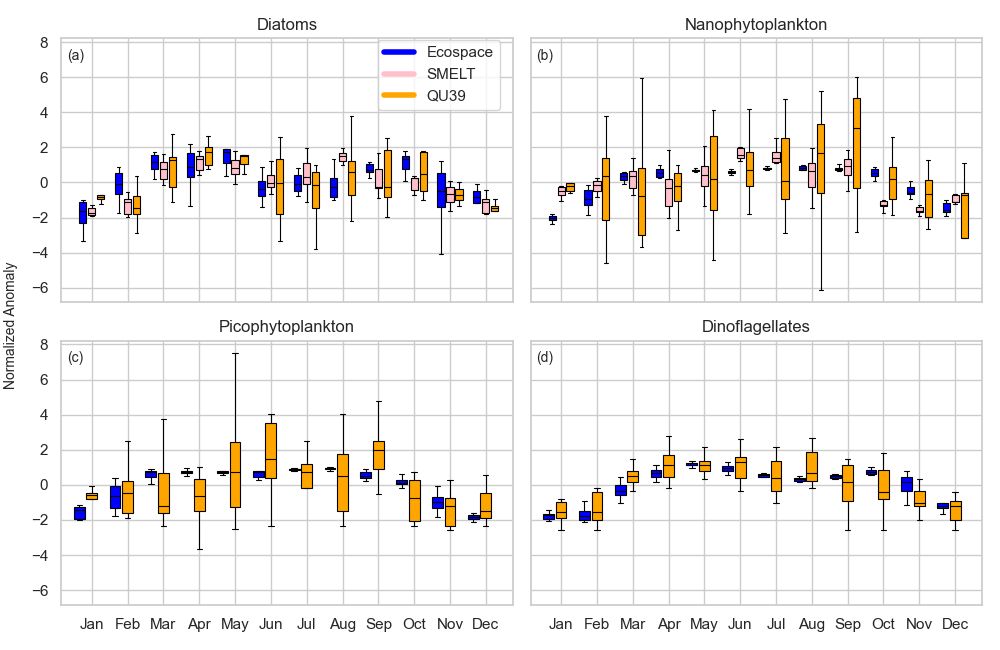 Diatoms
Nanophytoplankton
8
6
4
2
0
−2
−4
−6
(a)
Ecospace
SMELT
QU39
(b)
Normalized Anomaly
Picophytoplankton
Dinoflagellates
8
6
4
2
0
−2
−4
−6
(c)
(d)
Jan Feb Mar Apr May Jun Jul Aug Sep Oct Nov Dec
Jan Feb Mar Apr May Jun Jul Aug Sep Oct Nov Dec